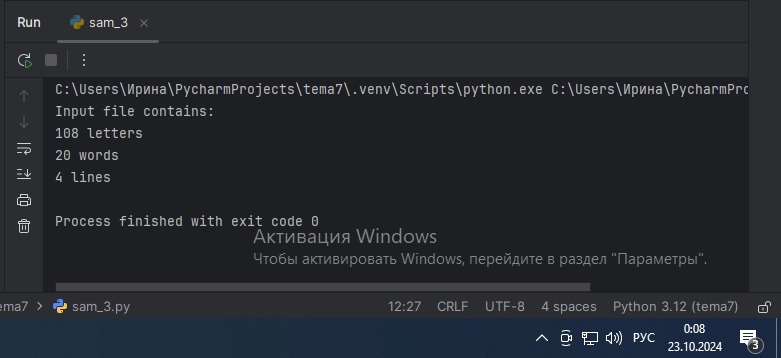 Run sam_3
C:\Users\Ирина\PycharmProjects\tema7\.venv\Scripts\python.exe C:\Users\Ирина\PycharmPro
Input file contains:
108 letters
20 words
4 lines
Process finished with exit code 0
Активация Windows
Чтобы активировать Windows, перейдите в раздел "Параметры".
ema7 > sam_3.py 12:27 CRLF UTF-8 4 spaces Python 3.12 (tema7)
РУС 0:08
23.10.2024 3